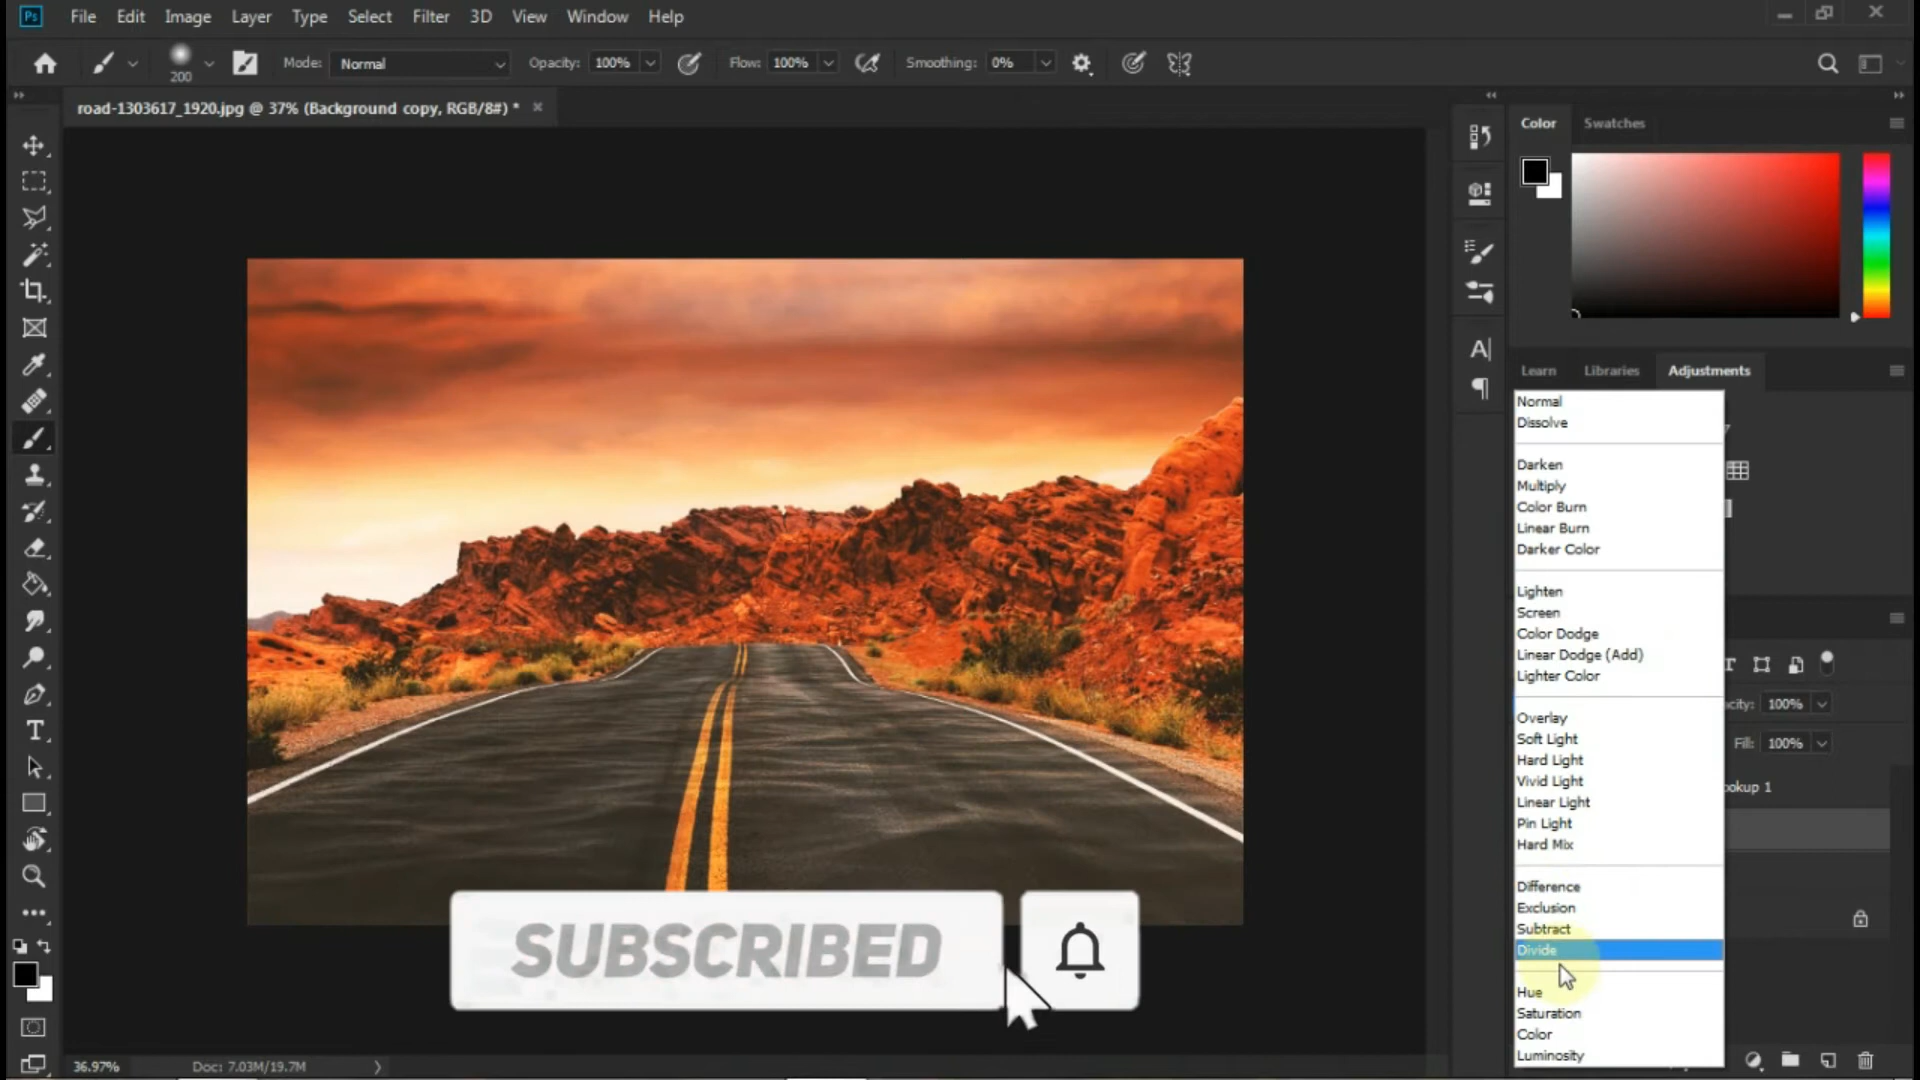 Ps File Edit Image Layer Type Select Filter 3D View Window Help
200 Mode: Normal Opacity: 100% Flow: 100% Smoothing: 0%
road-1303617_1920.jpg @ 37% (Background copy, RGB/8#) *
Color Swatches
Learn Libraries Adjustments
Normal
Dissolve
Darken
Multiply
Color Burn
Linear Burn
Darker Color
Lighten
Screen
Color Dodge
Linear Dodge (Add)
Lighter Color
Overlay
Soft Light
Hard Light
Vivid Light
Linear Light
Pin Light
Hard Mix
Difference
Exclusion
Subtract
Divide
Hue
Saturation
Color
Luminosity
acity: 100%
Fill: 100%
ookup 1
SUBSCRIBED
36.97% Doc: 7.03M/19.7M